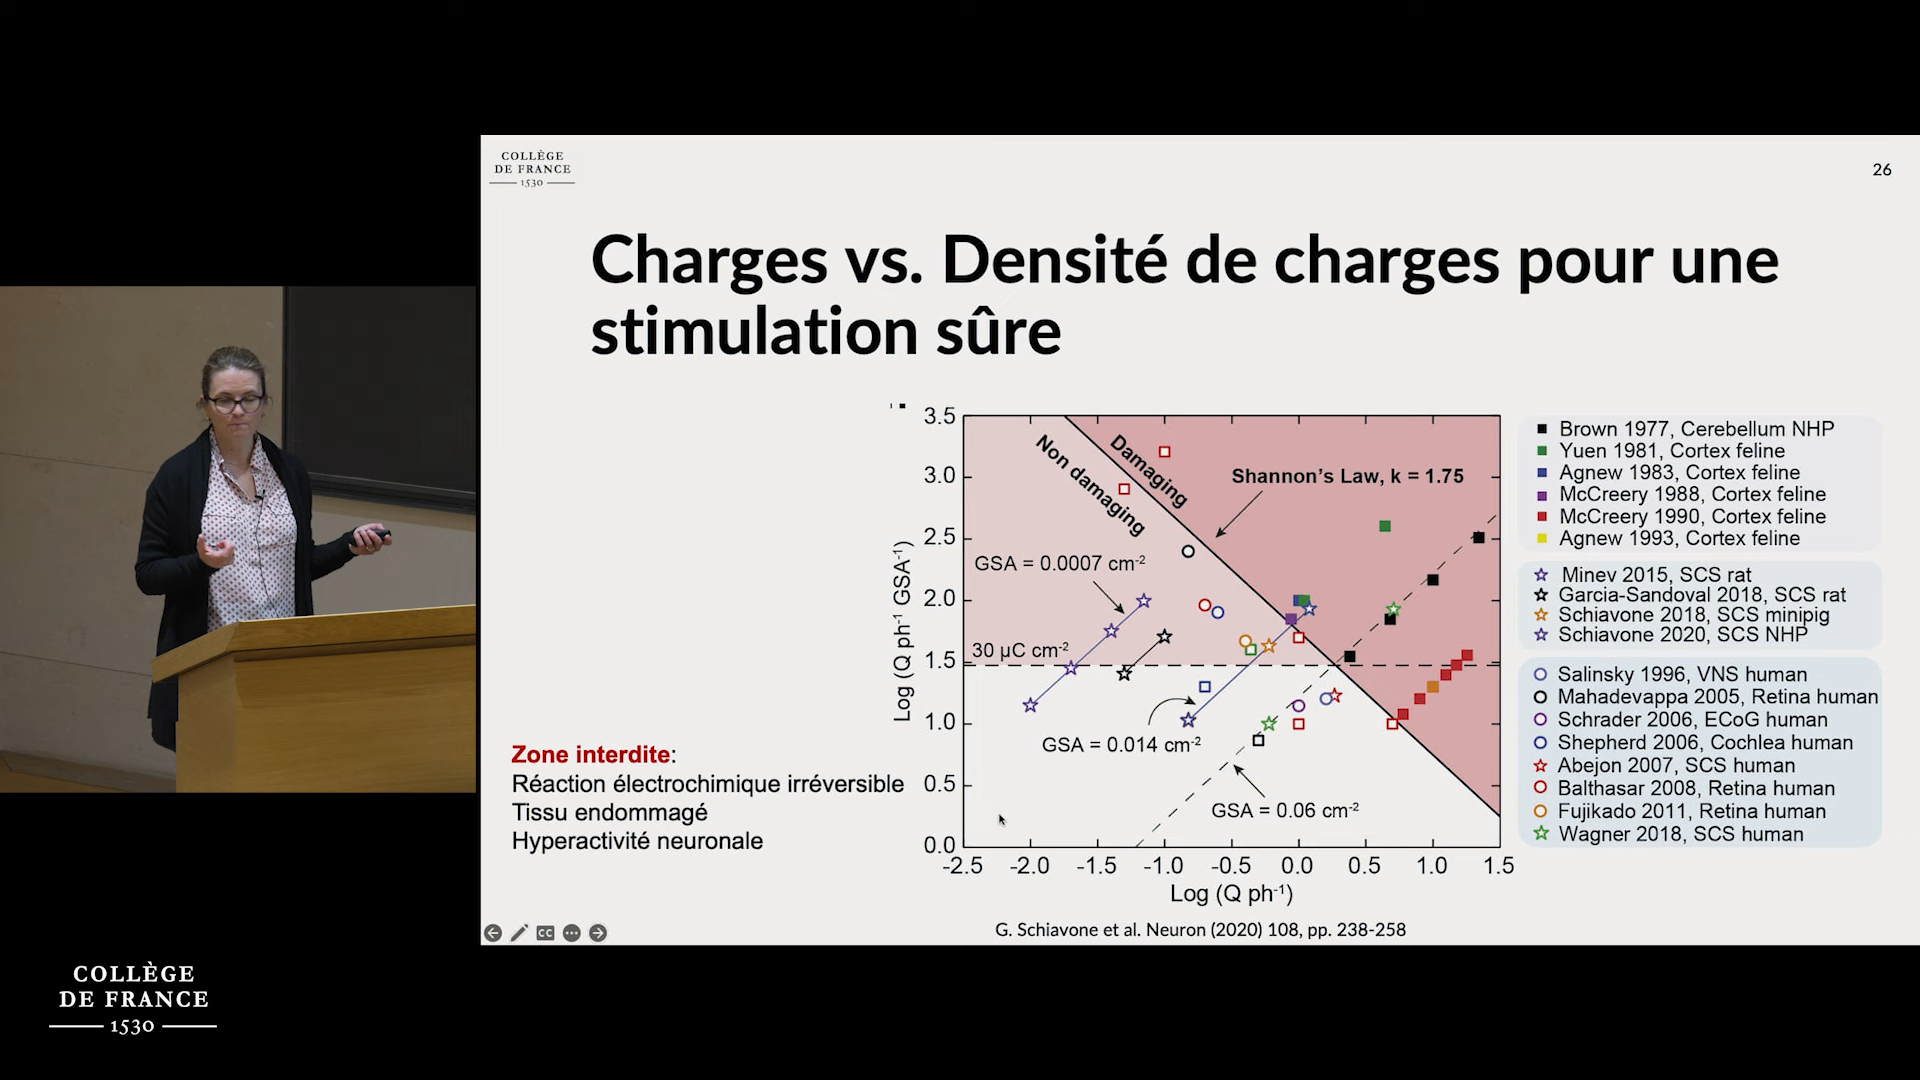 COLLÈGE
DE FRANCE
1530
26
Charges vs. Densité de charges pour une
stimulation sûre
Zone interdite:
Réaction électrochimique irréversible
Tissu endommagé
Hyperactivité neuronale
Log (Q ph⁻¹ GSA⁻¹)
3.5
3.0
2.5
2.0
1.5
1.0
0.5
0.0
Non damaging
Damaging
Shannon's Law, k = 1.75
GSA = 0.0007 cm⁻²
30 µC cm⁻²
GSA = 0.014 cm⁻²
GSA = 0.06 cm⁻²
-2.5 -2.0 -1.5 -1.0 -0.5 0.0 0.5 1.0 1.5
Log (Q ph⁻¹)
Brown 1977, Cerebellum NHP
Yuen 1981, Cortex feline
Agnew 1983, Cortex feline
McCreery 1988, Cortex feline
McCreery 1990, Cortex feline
Agnew 1993, Cortex feline
Minev 2015, SCS rat
Garcia-Sandoval 2018, SCS rat
Schiavone 2018, SCS minipig
Schiavone 2020, SCS NHP
Salinsky 1996, VNS human
Mahadevappa 2005, Retina human
Schrader 2006, ECoG human
Shepherd 2006, Cochlea human
Abejon 2007, SCS human
Balthasar 2008, Retina human
Fujikado 2011, Retina human
Wagner 2018, SCS human
G. Schiavone et al. Neuron (2020) 108, pp. 238-258
CC
COLLÈGE
DE FRANCE
1530